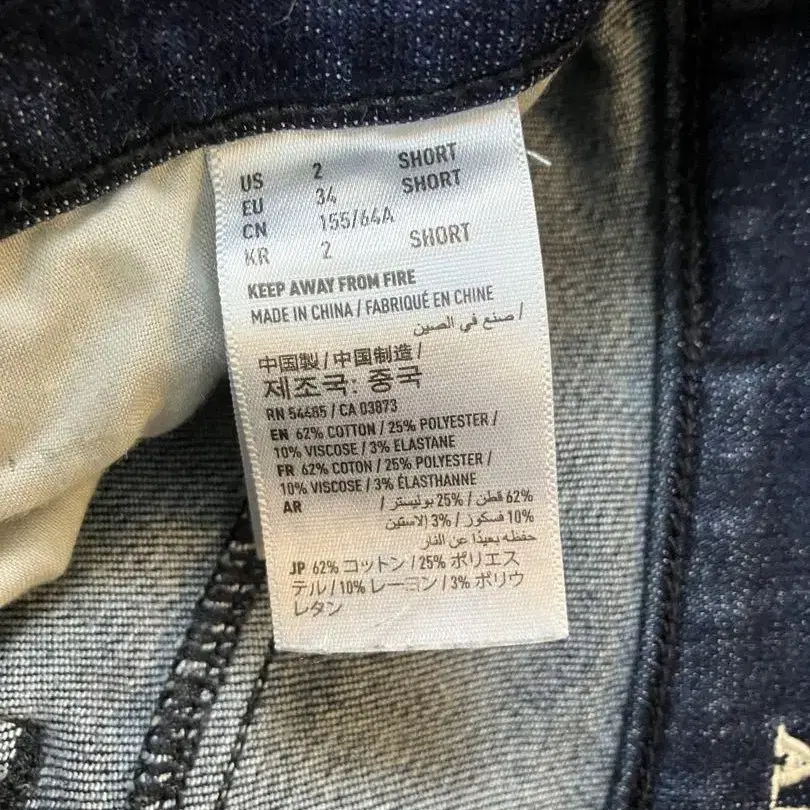 US 2 SHORT
EU 34 SHORT
CN 155/64A
KR 2 SHORT
KEEP AWAY FROM FIRE
MADE IN CHINA / FABRIQUÉ EN CHINE
/ صنع في الصين
中国製 / 中国制造 /
제조국: 중국
RN 54485 / CA 03873
EN 62% COTTON / 25% POLYESTER /
10% VISCOSE / 3% ELASTANE
FR 62% COTON / 25% POLYESTER /
10% VISCOSE / 3% ÉLASTHANNE
AR 62% قطن / 25% بوليستر /
10% فسكوز / 3% الاستين
حفظه بعيدًا عن النار
JP 62% コットン / 25% ポリエス
テル / 10% レーヨン / 3% ポリウ
レタン
A